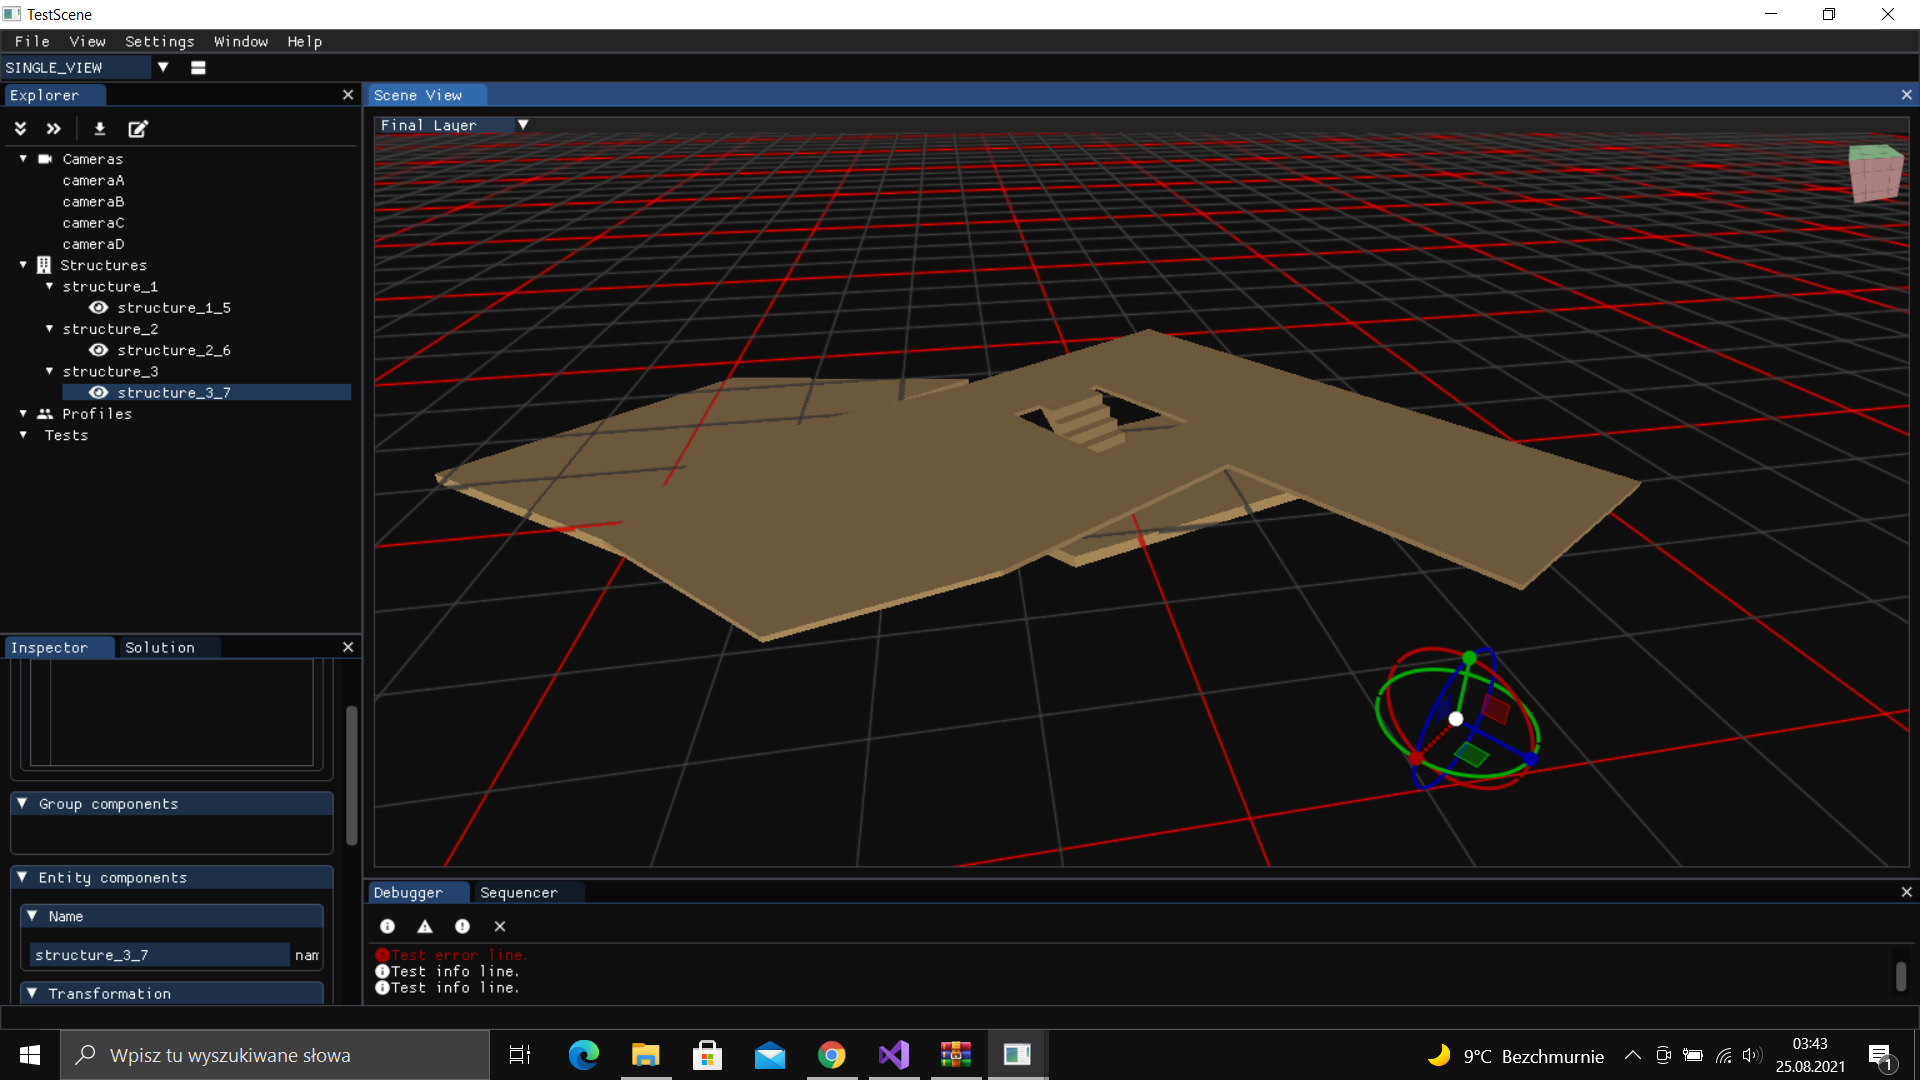 TestScene
File View Settings Window Help
SINGLE_VIEW
Explorer
Scene View
Final Layer
Cameras
cameraA
cameraB
cameraC
cameraD
Structures
structure_1
structure_1_5
structure_2
structure_2_6
structure_3
structure_3_7
Profiles
Tests
Inspector Solution
Group components
Entity components
Name
structure_3_7 nam
Transformation
Debugger Sequencer
Test error line.
Test info line.
Test info line.
Wpisz tu wyszukiwane słowa
9°C Bezchmurnie
03:43
25.08.2021
1